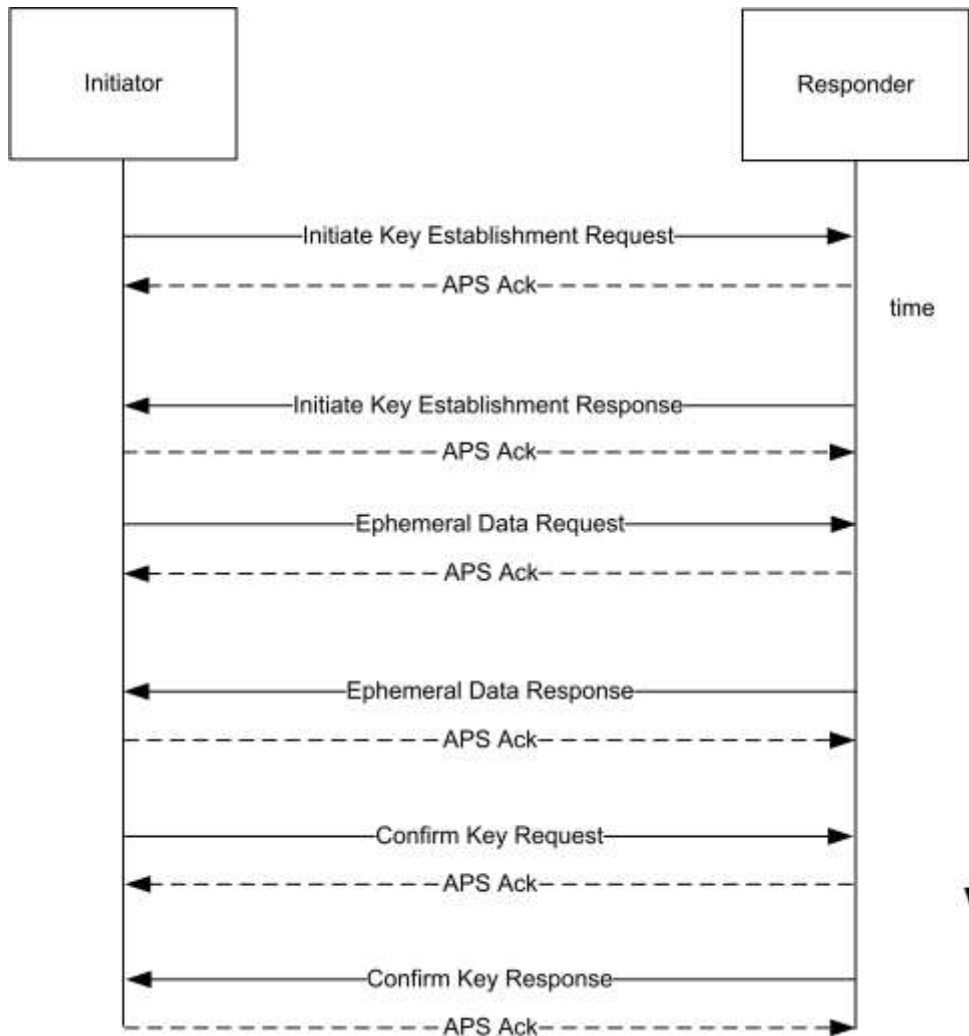 Initiator
Responder
Initiate Key Establishment Request
APS Ack
time
Initiate Key Establishment Response
APS Ack
Ephemeral Data Request
APS Ack
Ephemeral Data Response
APS Ack
Confirm Key Request
APS Ack
Confirm Key Response
APS Ack